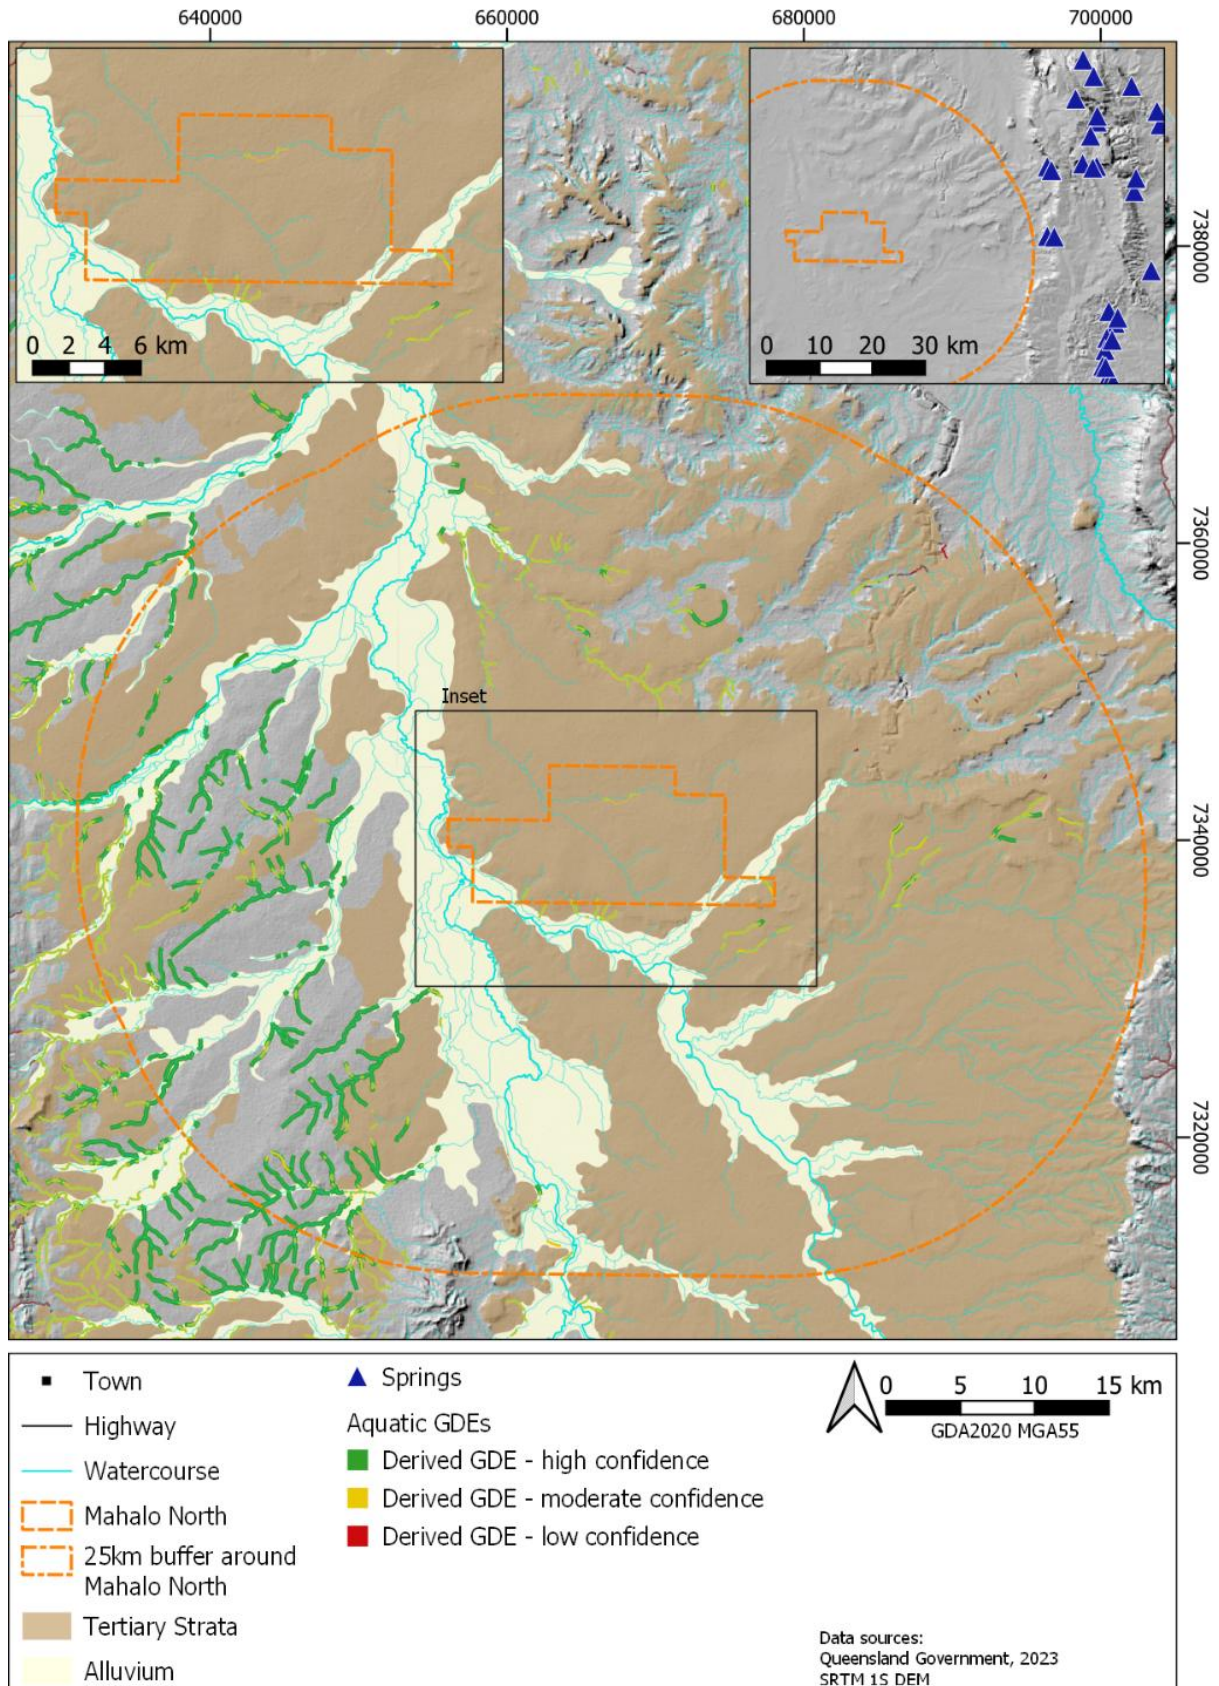 640000 660000 680000 700000
0 2 4 6 km
0 10 20 30 km
7380000
7360000
Inset
7340000
7320000
Town
Highway
Watercourse
Mahalo North
25km buffer around
Mahalo North
Tertiary Strata
Alluvium
Springs
Aquatic GDEs
Derived GDE - high confidence
Derived GDE - moderate confidence
Derived GDE - low confidence
0 5 10 15 km
GDA2020 MGA55
Data sources:
Queensland Government, 2023
SRTM 1S DEM